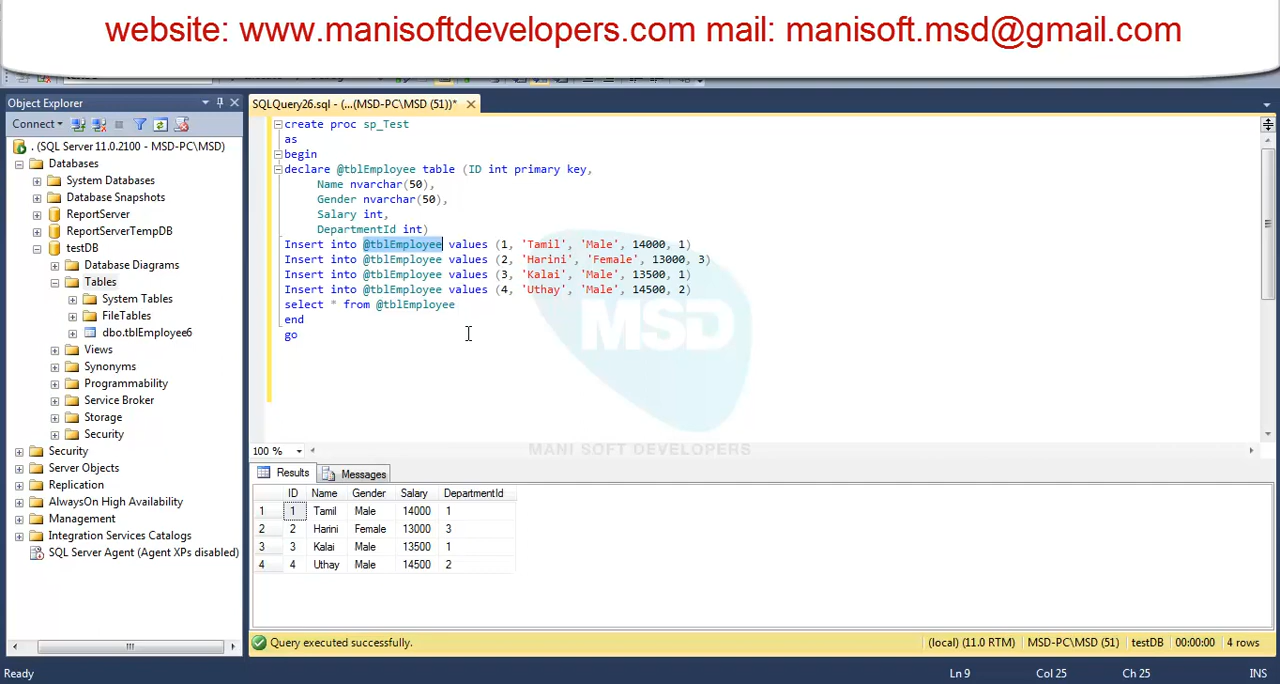 website: www.manisoftdevelopers.com mail: manisoft.msd@gmail.com
Object Explorer
SQLQuery26.sql - (...(MSD-PC\MSD (51))*
Connect
. (SQL Server 11.0.2100 - MSD-PC\MSD)
Databases
System Databases
Database Snapshots
ReportServer
ReportServerTempDB
testDB
Database Diagrams
Tables
System Tables
FileTables
dbo.tblEmployee6
Views
Synonyms
Programmability
Service Broker
Storage
Security
Security
Server Objects
Replication
AlwaysOn High Availability
Management
Integration Services Catalogs
SQL Server Agent (Agent XPs disabled)
create proc sp_Test
as
begin
declare @tblEmployee table (ID int primary key,
Name nvarchar(50),
Gender nvarchar(50),
Salary int,
DepartmentId int)
Insert into @tblEmployee values (1, 'Tamil', 'Male', 14000, 1)
Insert into @tblEmployee values (2, 'Harini', 'Female', 13000, 3)
Insert into @tblEmployee values (3, 'Kalai', 'Male', 13500, 1)
Insert into @tblEmployee values (4, 'Uthay', 'Male', 14500, 2)
select * from @tblEmployee
end
go
MSD
MANI SOFT DEVELOPERS
100 %
Results Messages
ID Name Gender Salary DepartmentId
1 1 Tamil Male 14000 1
2 2 Harini Female 13000 3
3 3 Kalai Male 13500 1
4 4 Uthay Male 14500 2
Query executed successfully. (local) (11.0 RTM) MSD-PC\MSD (51) testDB 00:00:00 4 rows
Ready Ln 9 Col 25 Ch 25 INS